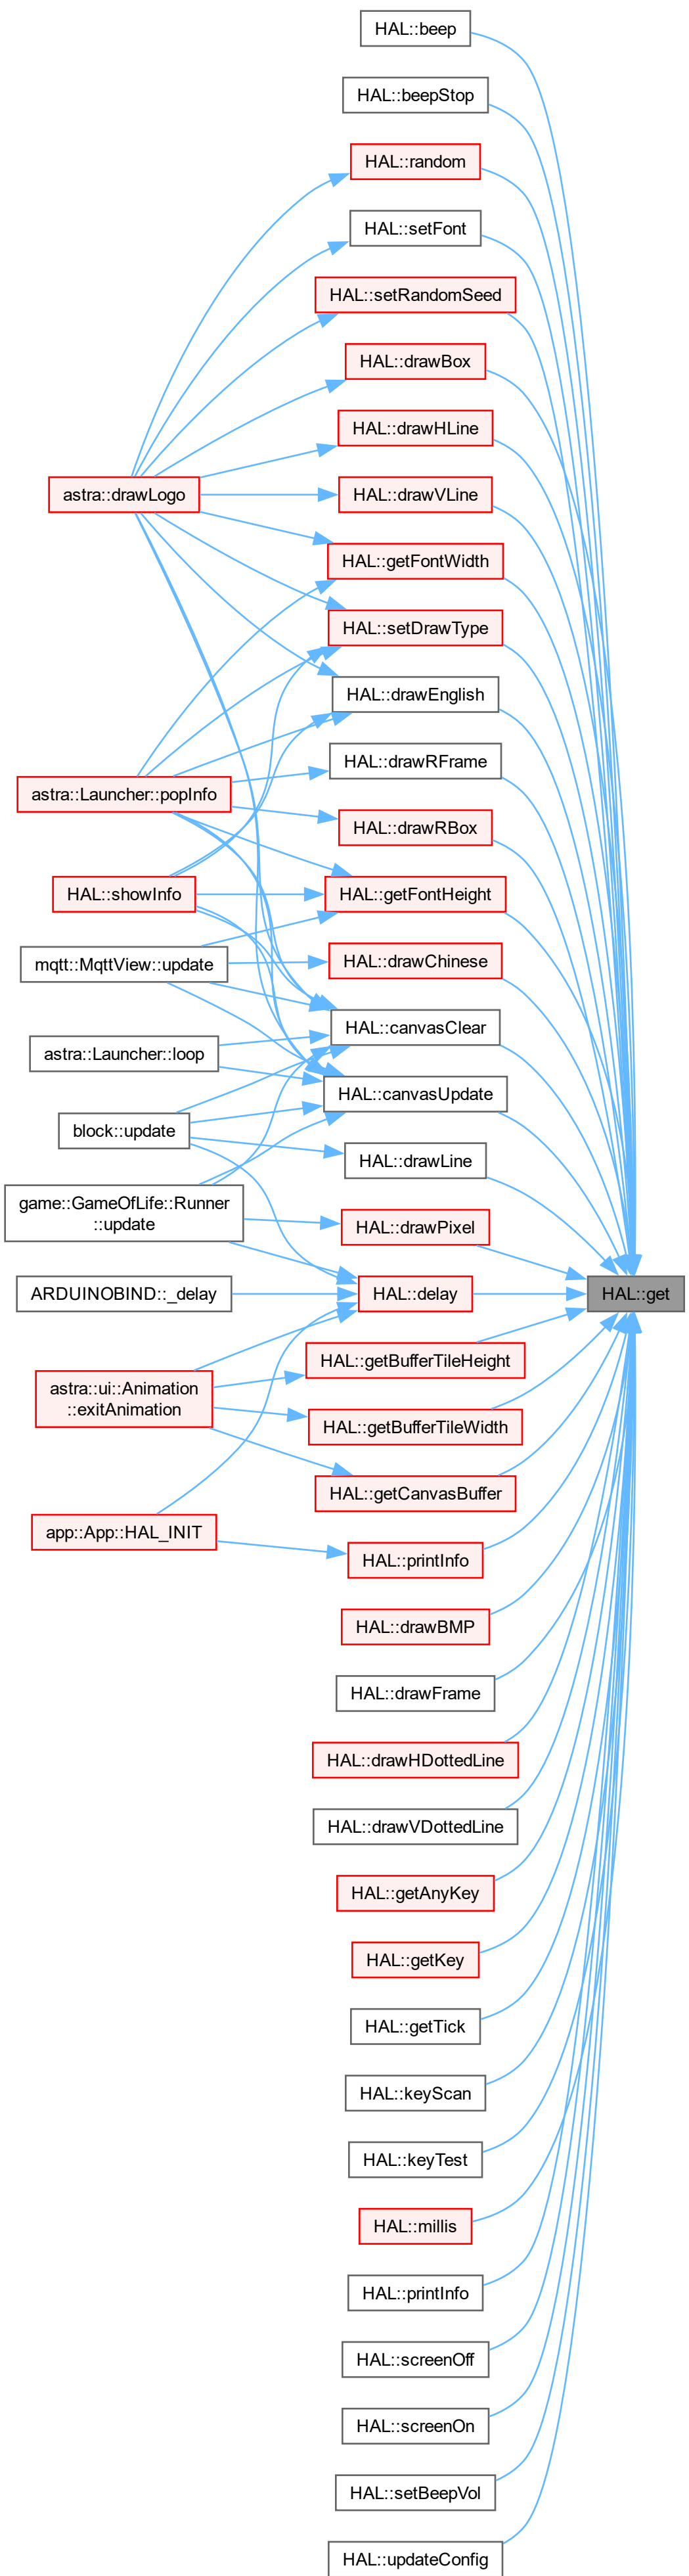 HAL::beep
HAL::beepStop
HAL::random
HAL::setFont
HAL::setRandomSeed
HAL::drawBox
HAL::drawHLine
astra::drawLogo
HAL::drawVLine
HAL::getFontWidth
HAL::setDrawType
HAL::drawEnglish
HAL::drawRFrame
astra::Launcher::popInfo
HAL::drawRBox
HAL::showInfo
HAL::getFontHeight
mqtt::MqttView::update
HAL::drawChinese
HAL::canvasClear
astra::Launcher::loop
HAL::canvasUpdate
block::update
HAL::drawLine
game::GameOfLife::Runner
::update
HAL::drawPixel
ARDUINOBIND::_delay
HAL::delay
HAL::get
HAL::getBufferTileHeight
astra::ui::Animation
::exitAnimation
HAL::getBufferTileWidth
HAL::getCanvasBuffer
app::App::HAL_INIT
HAL::printInfo
HAL::drawBMP
HAL::drawFrame
HAL::drawHDottedLine
HAL::drawVDottedLine
HAL::getAnyKey
HAL::getKey
HAL::getTick
HAL::keyScan
HAL::keyTest
HAL::millis
HAL::printInfo
HAL::screenOff
HAL::screenOn
HAL::setBeepVol
HAL::updateConfig